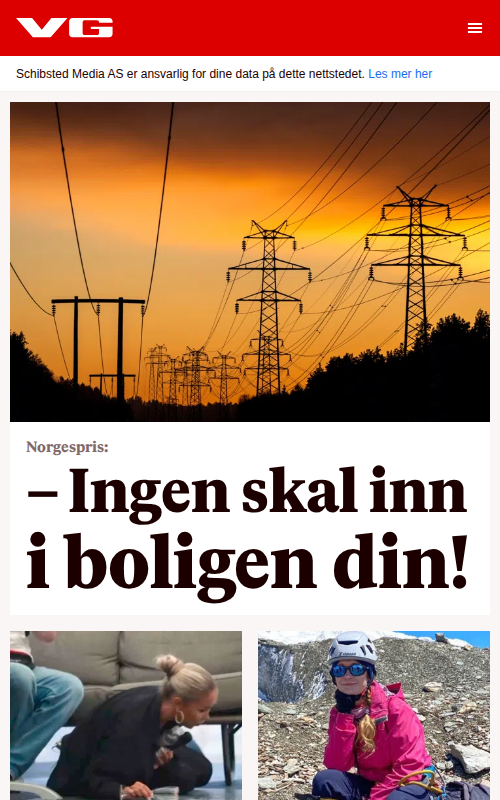 VG
Schibsted Media AS er ansvarlig for dine data på dette nettstedet. Les mer her
Norgespris:
– Ingen skal inn
i boligen din!